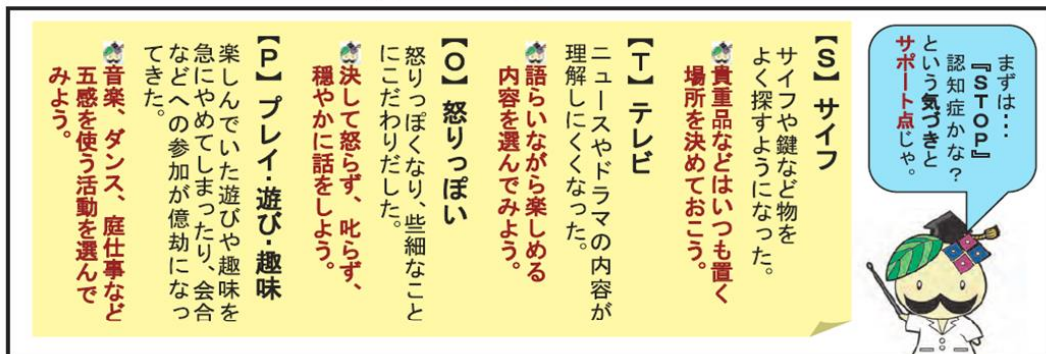 まずは・・・
『STOP』
認知症かな？
という気づきと
サポート点じゃ。
【S】サイフ
サイフや鍵など物を
よく探すようになった。
貴重品などはいつも置く
場所を決めておこう。
【T】テレビ
ニュースやドラマの内容が
理解しにくくなった。
語らいながら楽しめる
内容を選んでみよう。
【O】怒りっぽい
怒りっぽくなり、些細なこと
にこだわりだした。
決して怒らず、叱らず、
穏やかに話をしよう。
【P】プレイ・遊び・趣味
楽しんでいた遊びや趣味を
急にやめてしまったり、会合
などへの参加が億劫になっ
てきた。
音楽、ダンス、庭仕事など
五感を使う活動を選んで
みよう。